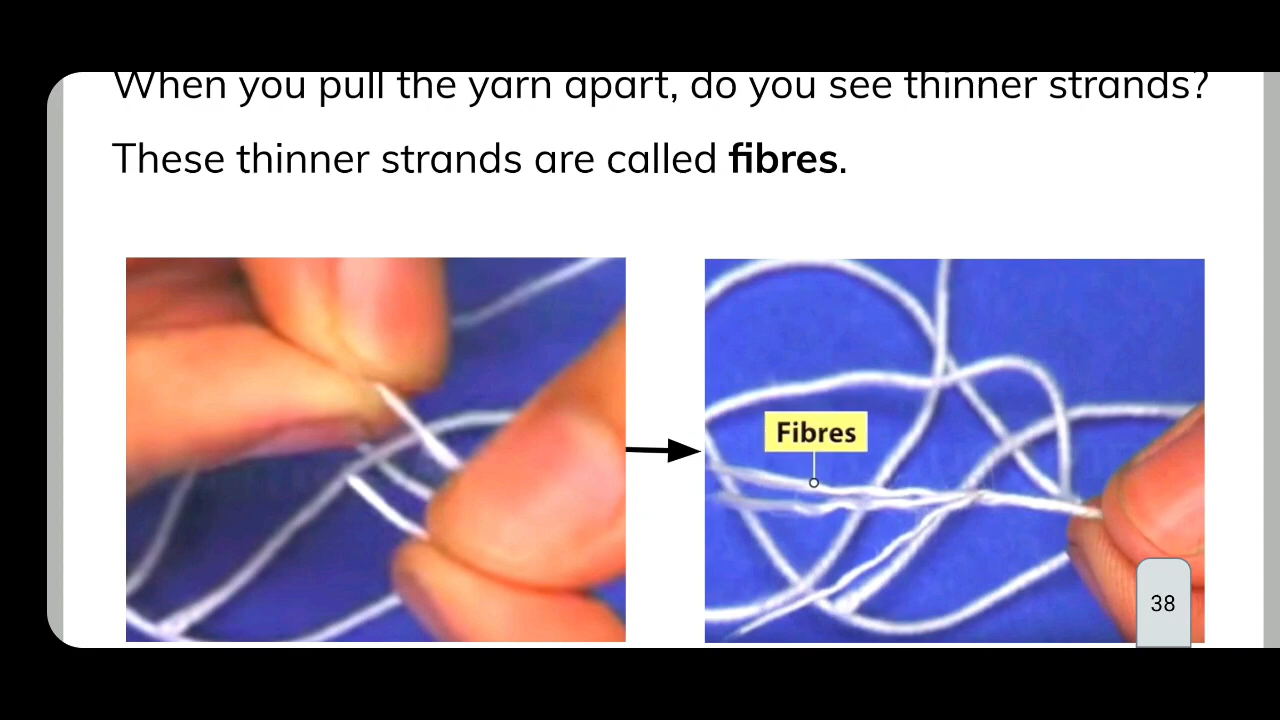 When you pull the yarn apart, do you see thinner strands?
These thinner strands are called fibres.
Fibres
38